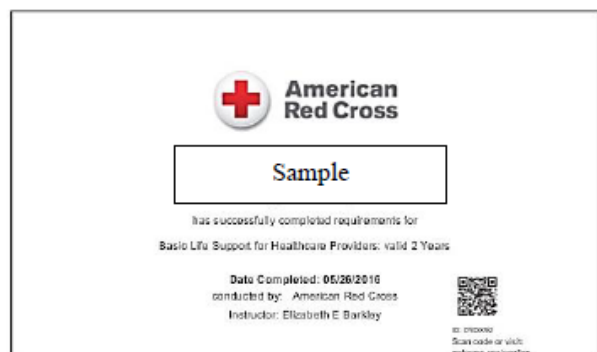 American
Red Cross
Sample
has successfully completed requirements for
Basic Life Support for Healthcare Providers: valid 2 Years
Date Completed: 05/26/2016
conducted by: American Red Cross
Instructor: Elizabeth E Barkley
ID:
Scan code or visit: